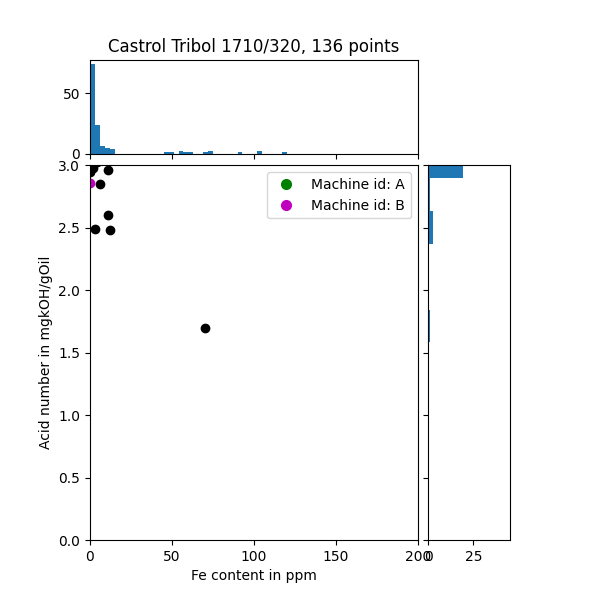 Castrol Tribol 1710/320, 136 points
50
0
3.0
2.5
2.0
1.5
1.0
0.5
0.0
Acid number in mgkOH/gOil
Machine id: A
Machine id: B
0 50 100 150 200
0 25
Fe content in ppm